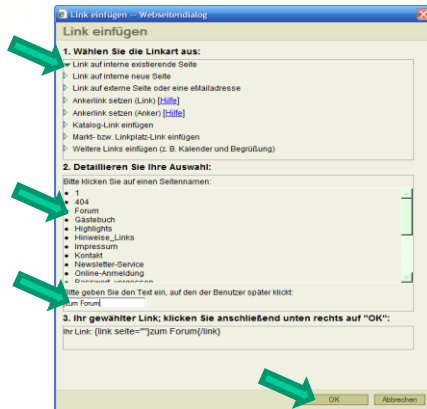 Link einfügen -- Webseitendialog
Link einfügen
1. Wählen Sie die Linkart aus:
Link auf interne existierende Seite
Link auf interne neue Seite
Link auf externe Seite oder eine eMailadresse
Ankerlink setzen (Link) [Hilfe]
Ankerlink setzen (Anker) [Hilfe]
Katalog-Link einfügen
Markt- bzw. Linkplatz-Link einfügen
Weitere Links einfügen (z. B. Kalender und Begrüßung)
2. Detaillieren Sie Ihre Auswahl:
Bitte klicken Sie auf einen Seitennamen:
1
404
Forum
Gästebuch
Highlights
Hinweise_Links
Impressum
Kontakt
Newsletter-Service
Online-Anmeldung
Passwort_vergessen
Bitte geben Sie den Text ein, auf den der Benutzer später klickt:
zum Forum
3. Ihr gewählter Link; klicken Sie anschließend unten rechts auf "OK":
Ihr Link: {link seite=""}zum Forum{/link}
OK Abbrechen